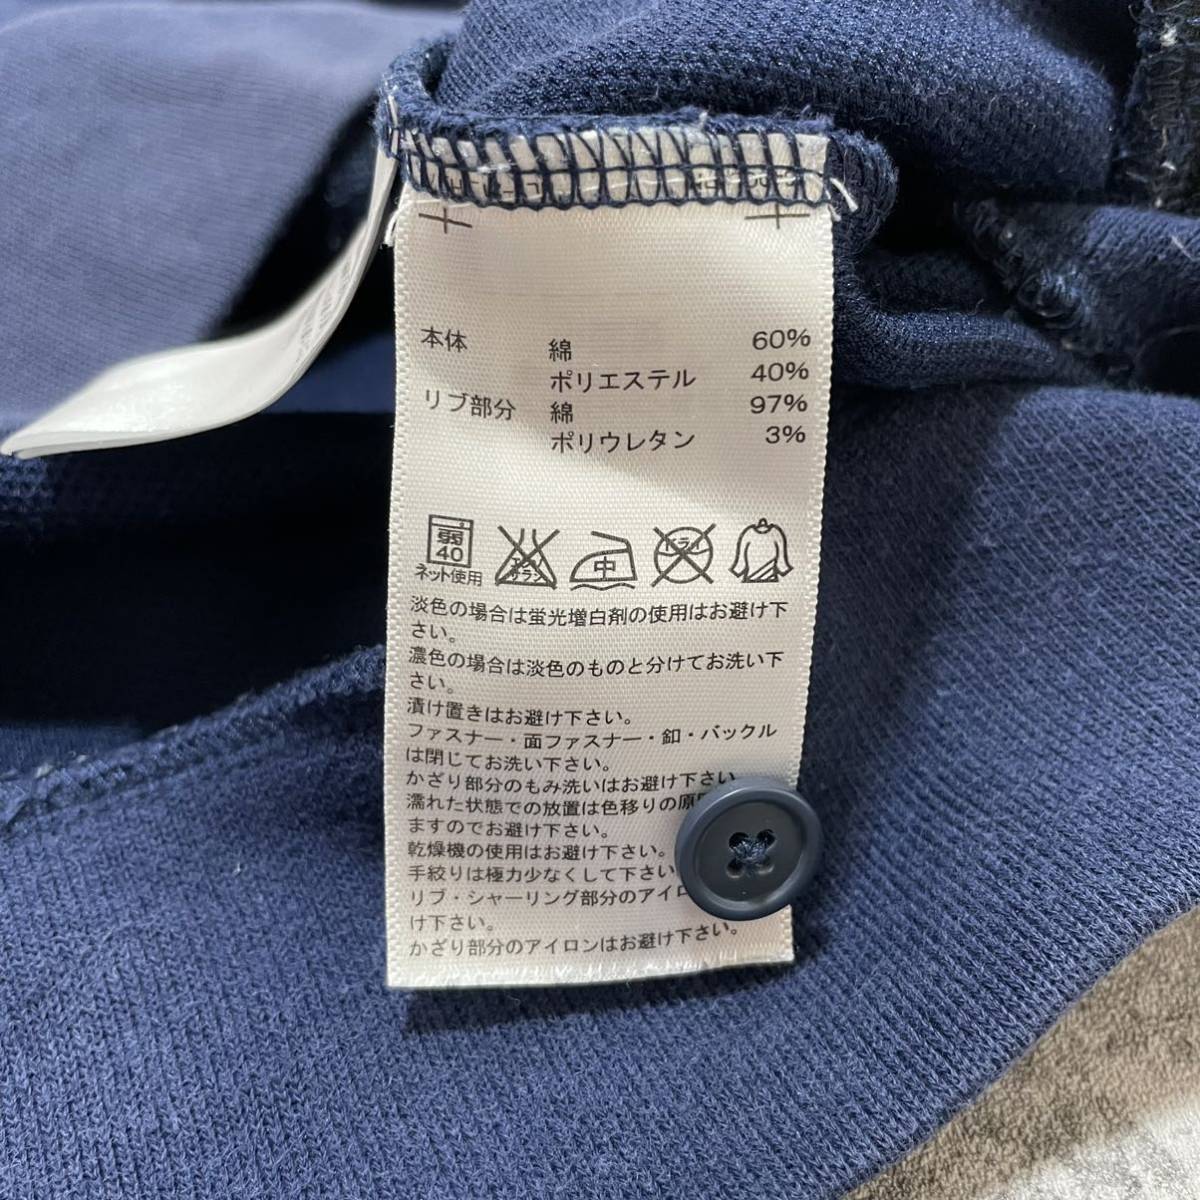 本体 綿 60%
ポリエステル 40%
リブ部分 綿 97%
ポリウレタン 3%
弱
40
ネット使用
エンソ
サラシ
中
ドライ
淡色の場合は蛍光増白剤の使用はお避け下
さい。
濃色の場合は淡色のものと分けてお洗い下
さい。
漬け置きはお避け下さい。
ファスナー・面ファスナー・釦・バックル
は閉じてお洗い下さい。
かざり部分のもみ洗いはお避け下さい。
濡れた状態での放置は色移りの原
ますのでお避け下さい。
乾燥機の使用はお避け下さい。
手絞りは極力少なくして下さい
リブ・シャーリング部分のアイロ
け下さい。
かざり部分のアイロンはお避け下さい。